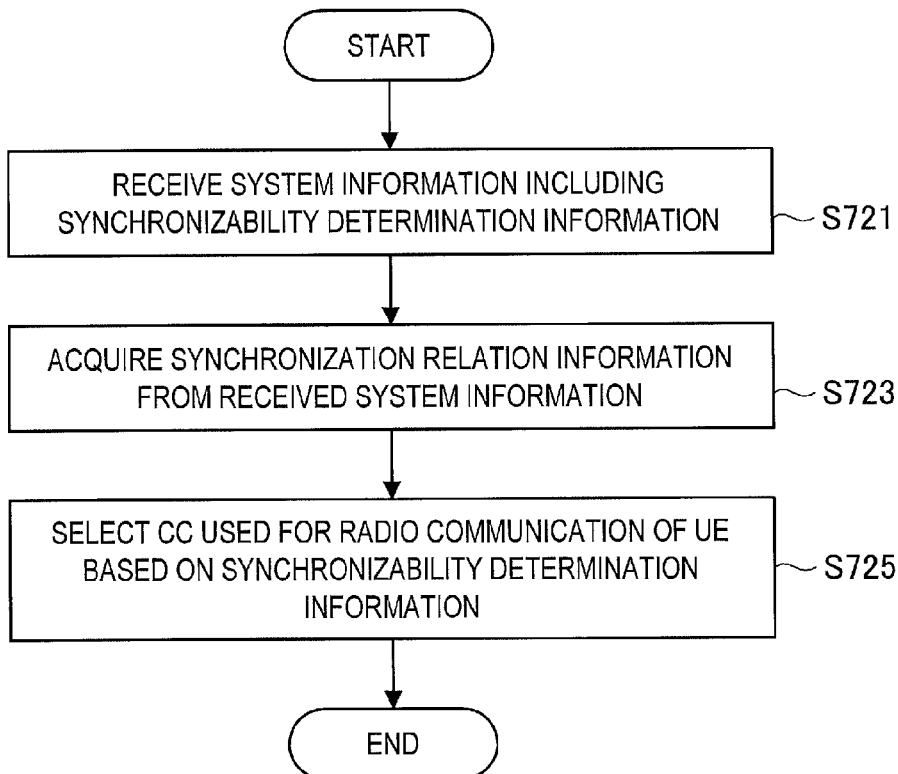 START
RECEIVE SYSTEM INFORMATION INCLUDING
SYNCHRONIZABILITY DETERMINATION INFORMATION
S721
ACQUIRE SYNCHRONIZATION RELATION INFORMATION
FROM RECEIVED SYSTEM INFORMATION
S723
SELECT CC USED FOR RADIO COMMUNICATION OF UE
BASED ON SYNCHRONIZABILITY DETERMINATION
INFORMATION
S725
END